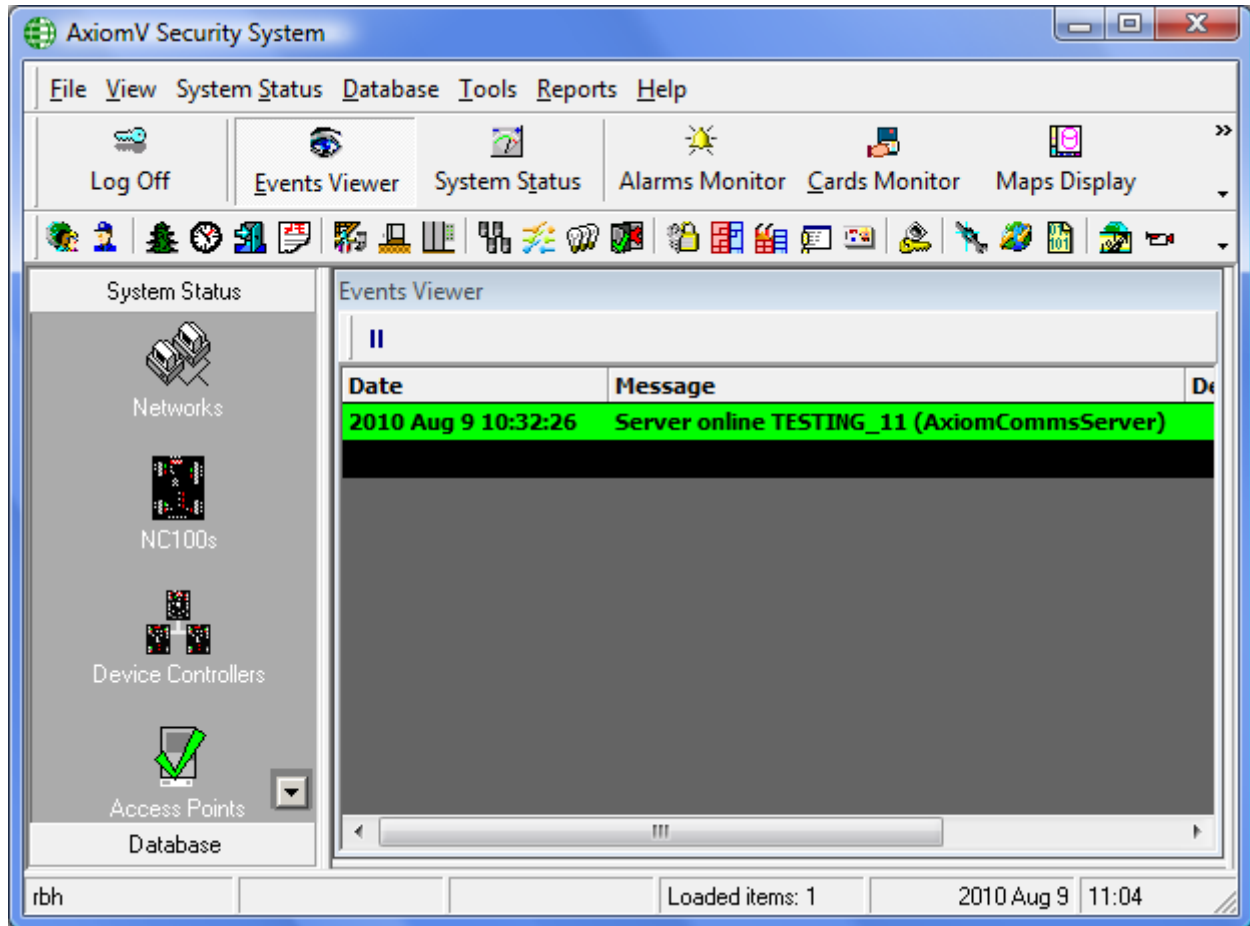 AxiomV Security System
File View System Status Database Tools Reports Help
Log Off Events Viewer System Status Alarms Monitor Cards Monitor Maps Display
System Status
Networks
NC100s
Device Controllers
Access Points
Database
Events Viewer
Date Message De
2010 Aug 9 10:32:26 Server online TESTING_11 (AxiomCommsServer)
rbh Loaded items: 1 2010 Aug 9 11:04